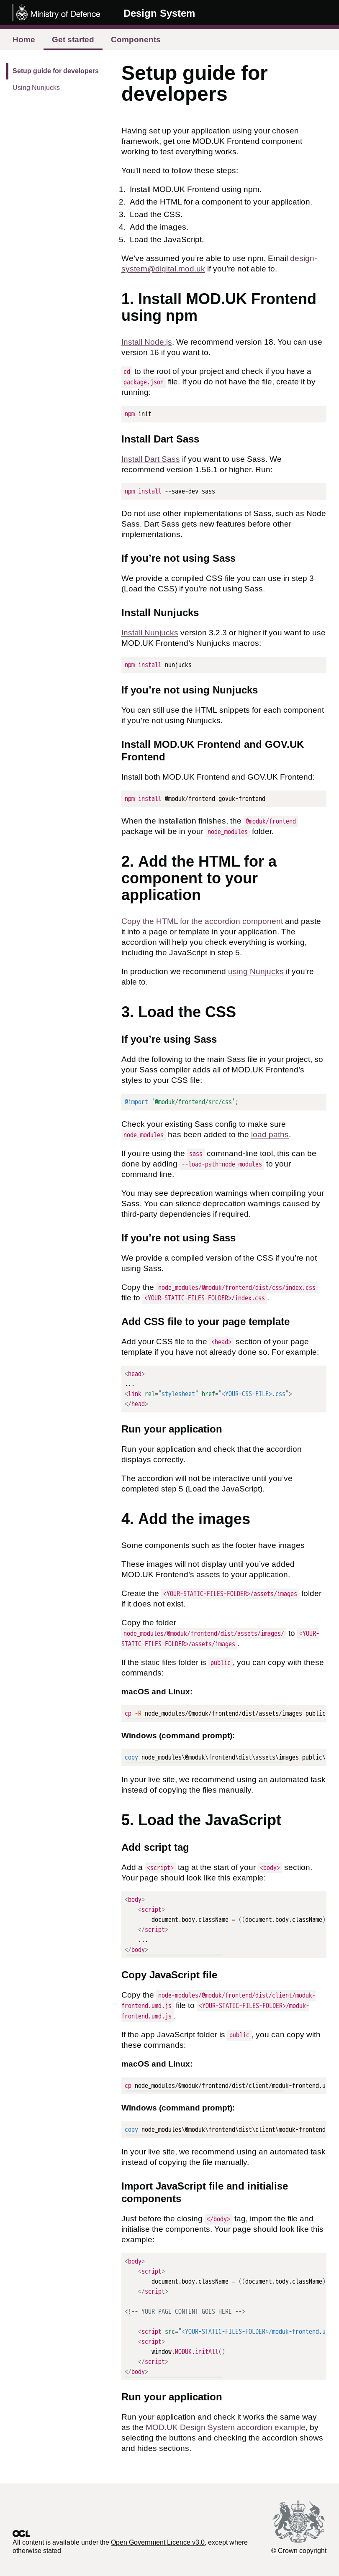 Ministry of Defence
Design System
Home
Get started
Components
Setup guide for developers
Using Nunjucks
Setup guide for
developers
Having set up your application using your chosen
framework, get one MOD.UK Frontend component
working to test everything works.
You’ll need to follow these steps:
1. Install MOD.UK Frontend using npm.
2. Add the HTML for a component to your application.
3. Load the CSS.
4. Add the images.
5. Load the JavaScript.
We’ve assumed you’re able to use npm. Email design-
system@digital.mod.uk if you’re not able to.
1. Install MOD.UK Frontend
using npm
Install Node.js. We recommend version 18. You can use
version 16 if you want to.
cd to the root of your project and check if you have a
package.json file. If you do not have the file, create it by
running:
npm init
Install Dart Sass
Install Dart Sass if you want to use Sass. We
recommend version 1.56.1 or higher. Run:
npm install --save-dev sass
Do not use other implementations of Sass, such as Node
Sass. Dart Sass gets new features before other
implementations.
If you’re not using Sass
We provide a compiled CSS file you can use in step 3
(Load the CSS) if you’re not using Sass.
Install Nunjucks
Install Nunjucks version 3.2.3 or higher if you want to use
MOD.UK Frontend’s Nunjucks macros:
npm install nunjucks
If you’re not using Nunjucks
You can still use the HTML snippets for each component
if you’re not using Nunjucks.
Install MOD.UK Frontend and GOV.UK
Frontend
Install both MOD.UK Frontend and GOV.UK Frontend:
npm install @moduk/frontend govuk-frontend
When the installation finishes, the @moduk/frontend
package will be in your node_modules folder.
2. Add the HTML for a
component to your
application
Copy the HTML for the accordion component and paste
it into a page or template in your application. The
accordion will help you check everything is working,
including the JavaScript in step 5.
In production we recommend using Nunjucks if you’re
able to.
3. Load the CSS
If you’re using Sass
Add the following to the main Sass file in your project, so
your Sass compiler adds all of MOD.UK Frontend’s
styles to your CSS file:
@import '@moduk/frontend/src/css';
Check your existing Sass config to make sure
node_modules has been added to the load paths.
If you’re using the sass command-line tool, this can be
done by adding --load-path=node_modules to your
command line.
You may see deprecation warnings when compiling your
Sass. You can silence deprecation warnings caused by
third-party dependencies if required.
If you’re not using Sass
We provide a compiled version of the CSS if you’re not
using Sass.
Copy the node_modules/@moduk/frontend/dist/css/index.css
file to <YOUR-STATIC-FILES-FOLDER>/index.css.
Add CSS file to your page template
Add your CSS file to the <head> section of your page
template if you have not already done so. For example:
<head>
...
<link rel="stylesheet" href="<YOUR-CSS-FILE>.css">
</head>
Run your application
Run your application and check that the accordion
displays correctly.
The accordion will not be interactive until you’ve
completed step 5 (Load the JavaScript).
4. Add the images
Some components such as the footer have images
These images will not display until you’ve added
MOD.UK Frontend’s assets to your application.
Create the <YOUR-STATIC-FILES-FOLDER>/assets/images folder
if it does not exist.
Copy the folder
node_modules/@moduk/frontend/dist/assets/images/ to <YOUR-
STATIC-FILES-FOLDER>/assets/images.
If the static files folder is public, you can copy with these
commands:
macOS and Linux:
cp -R node_modules/@moduk/frontend/dist/assets/images public
Windows (command prompt):
copy node_modules\@moduk\frontend\dist\assets\images public\
In your live site, we recommend using an automated task
instead of copying the files manually.
5. Load the JavaScript
Add script tag
Add a <script> tag at the start of your <body> section.
Your page should look like this example:
<body>
<script>
document.body.className = ((document.body.className)
</script>
...
</body>
Copy JavaScript file
Copy the node-modules/@moduk/frontend/dist/client/moduk-
frontend.umd.js file to <YOUR-STATIC-FILES-FOLDER>/moduk-
frontend.umd.js.
If the app JavaScript folder is public, you can copy with
these commands:
macOS and Linux:
cp node_modules/@moduk/frontend/dist/client/moduk-frontend.u
Windows (command prompt):
copy node_modules\@moduk\frontend\dist\client\moduk-frontend
In your live site, we recommend using an automated task
instead of copying the file manually.
Import JavaScript file and initialise
components
Just before the closing </body> tag, import the file and
initialise the components. Your page should look like this
example:
<body>
<script>
document.body.className = ((document.body.className)
</script>
<!-- YOUR PAGE CONTENT GOES HERE -->
<script src="<YOUR-STATIC-FILES-FOLDER>/moduk-frontend.u
<script>
window.MODUK.initAll()
</script>
</body>
Run your application
Run your application and check it works the same way
as the MOD.UK Design System accordion example, by
selecting the buttons and checking the accordion shows
and hides sections.
OGL
All content is available under the Open Government Licence v3.0, except where
otherwise stated
© Crown copyright